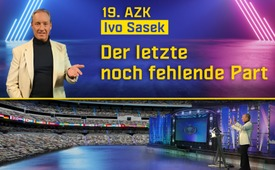 19. AZK
Ivo Sasek
Der letzte
noch fehlende Part